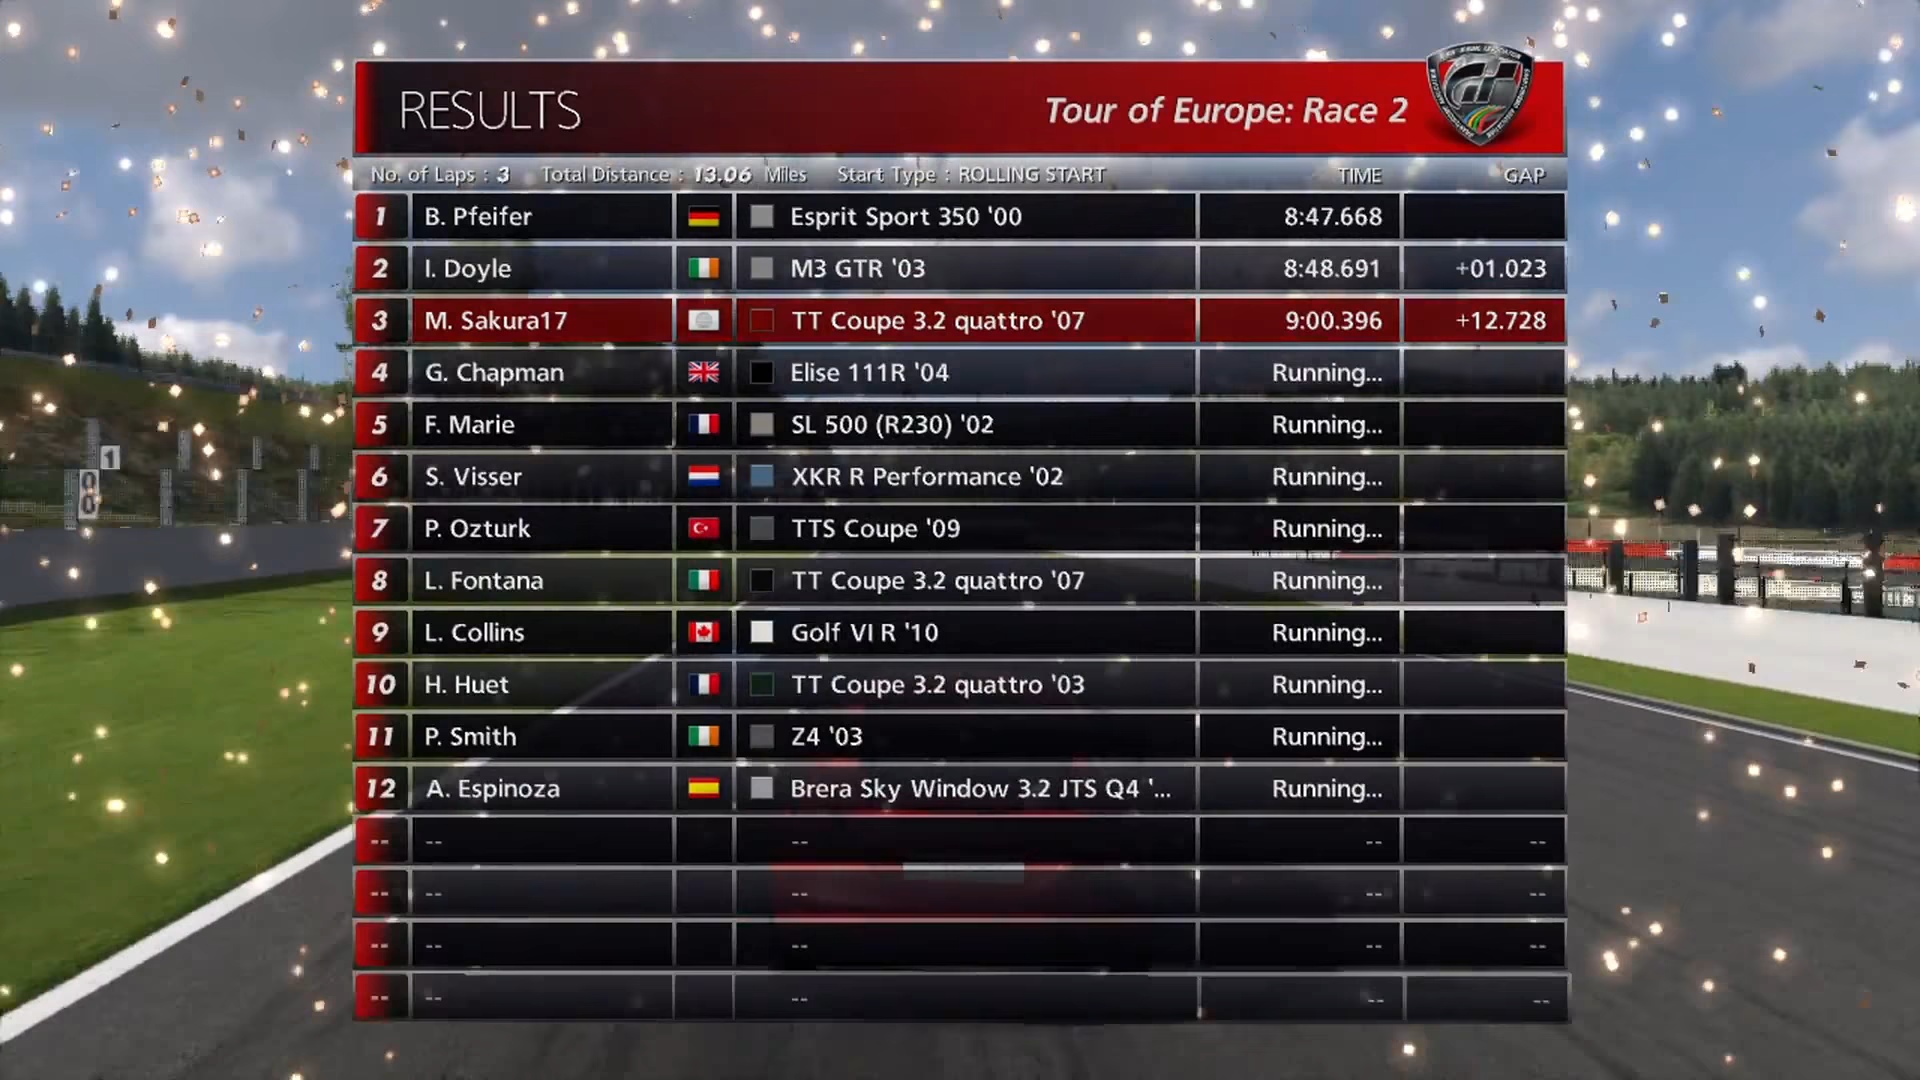 RESULTS
Tour of Europe: Race 2
No. of Laps : 3 Total Distance : 13.06 Miles Start Type : ROLLING START TIME GAP
1 B. Pfeifer Esprit Sport 350 '00 8:47.668
2 I. Doyle M3 GTR '03 8:48.691 +01.023
3 M. Sakura17 TT Coupe 3.2 quattro '07 9:00.396 +12.728
4 G. Chapman Elise 111R '04 Running...
5 F. Marie SL 500 (R230) '02 Running...
6 S. Visser XKR R Performance '02 Running...
7 P. Ozturk TTS Coupe '09 Running...
8 L. Fontana TT Coupe 3.2 quattro '07 Running...
9 L. Collins Golf VI R '10 Running...
10 H. Huet TT Coupe 3.2 quattro '03 Running...
11 P. Smith Z4 '03 Running...
12 A. Espinoza Brera Sky Window 3.2 JTS Q4 '... Running...
-- -- -- -- --
-- -- -- -- --
-- -- -- -- --
-- -- -- -- --
1